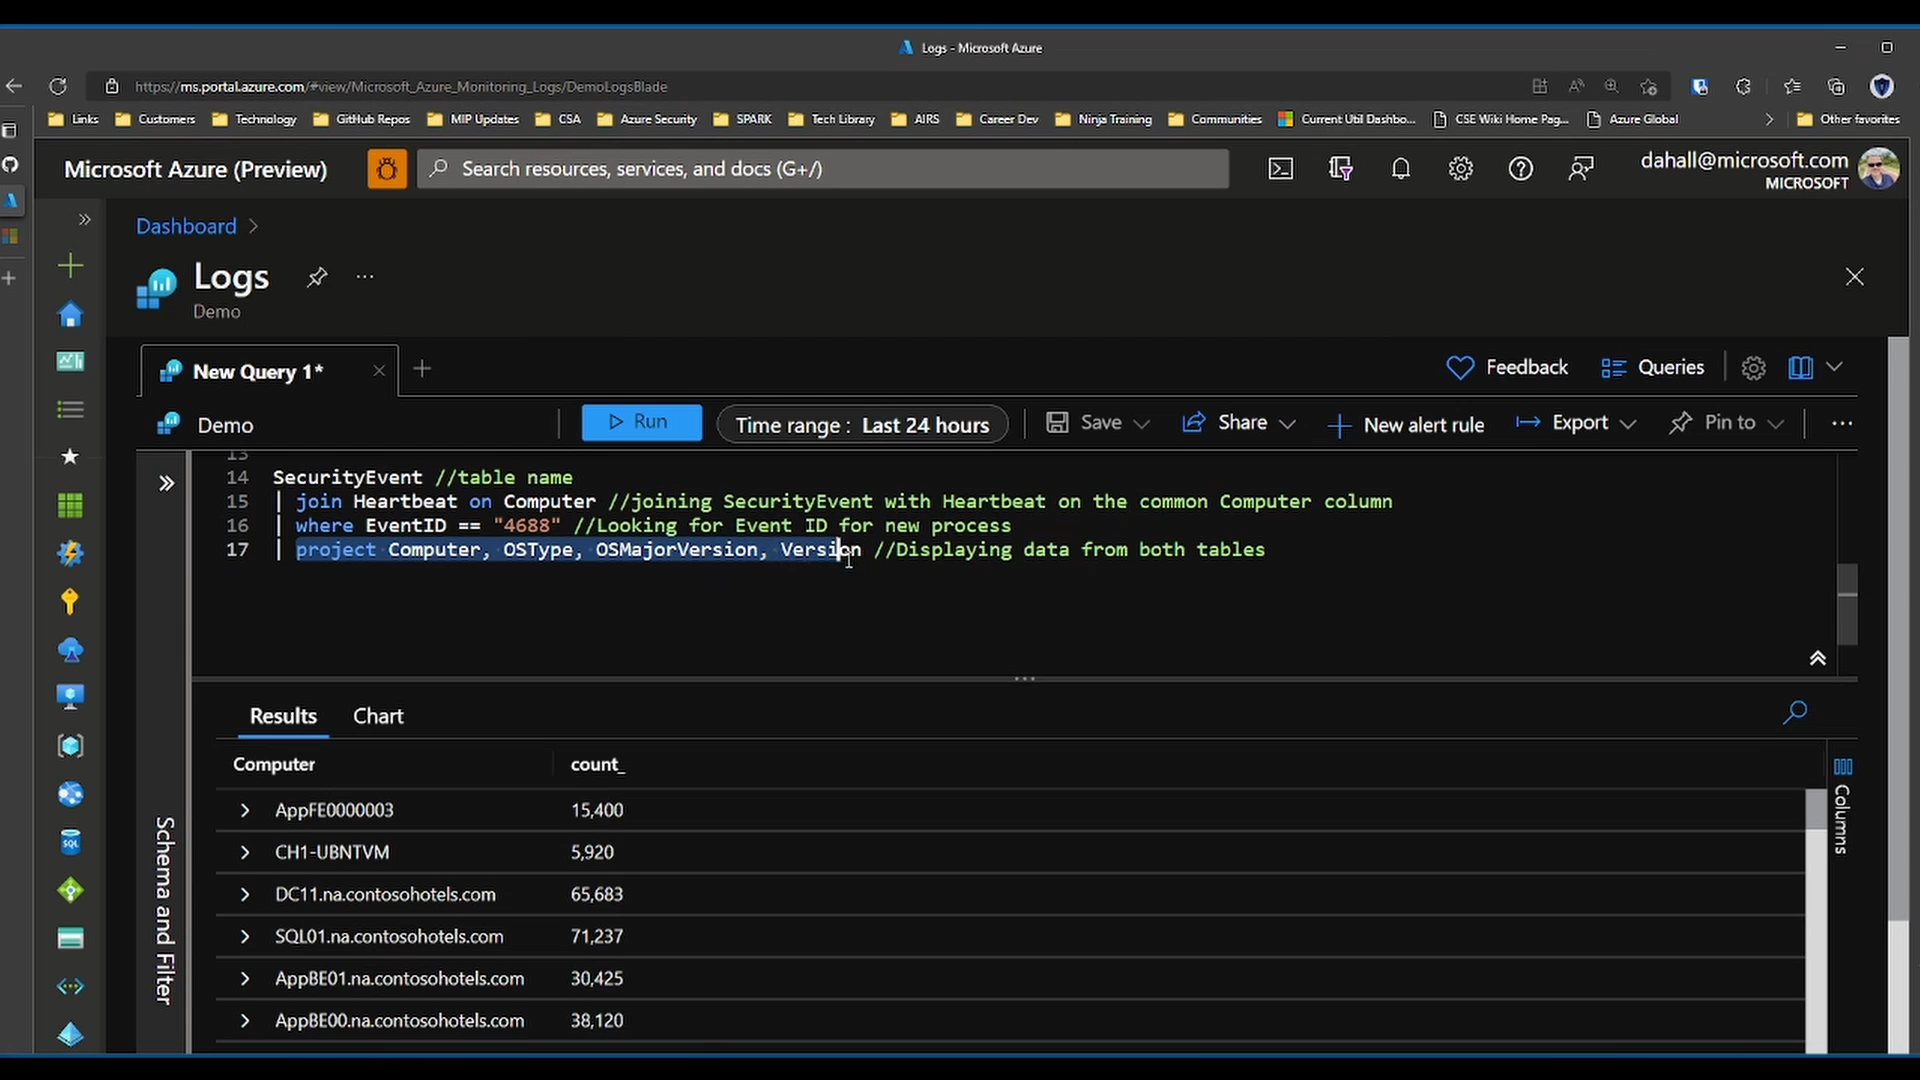 Logs - Microsoft Azure
https://ms.portal.azure.com/#view/Microsoft_Azure_Monitoring_Logs/DemoLogsBlade
Links Customers Technology GitHub Repos MIP Updates CSA Azure Security SPARK Tech Library AIRS Career Dev Ninja Training Communities Current Util Dashbo... CSE Wiki Home Pag... Azure Global Other favorites
Microsoft Azure (Preview) Search resources, services, and docs (G+/) dahall@microsoft.com
MICROSOFT
Dashboard
Logs
Demo
New Query 1* Feedback Queries
Demo Run Time range : Last 24 hours Save Share New alert rule Export Pin to
13
14 SecurityEvent //table name
15 | join Heartbeat on Computer //joining SecurityEvent with Heartbeat on the common Computer column
16 | where EventID == "4688" //Looking for Event ID for new process
17 | project Computer, OSType, OSMajorVersion, Version //Displaying data from both tables
Results Chart
Computer count_
AppFE0000003 15,400
CH1-UBNTVM 5,920
DC11.na.contosohotels.com 65,683
SQL01.na.contosohotels.com 71,237
AppBE01.na.contosohotels.com 30,425
AppBE00.na.contosohotels.com 38,120
Schema and Filter
Columns
SQL